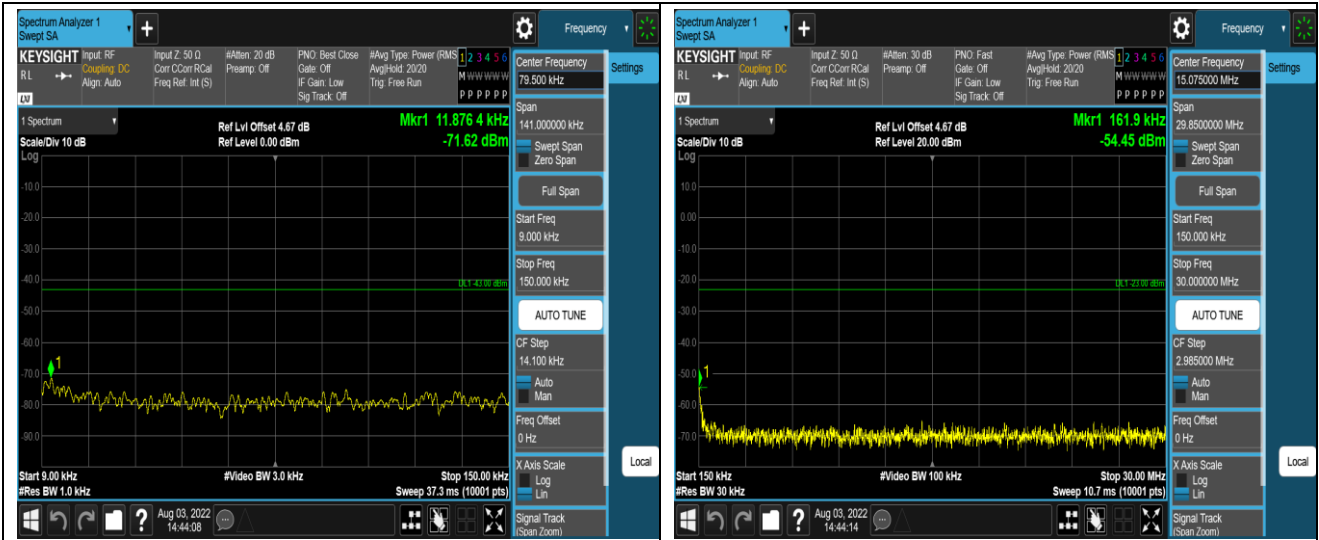 Spectrum Analyzer 1
Swept SA
+
Frequency
KEYSIGHT
RL
LXI
Input: RF
Coupling: DC
Align: Auto
Input Z: 50 Ω
Corr CCorr RCal
Freq Ref: Int (S)
#Atten: 20 dB
Preamp: Off
PNO: Best Close
Gate: Off
IF Gain: Low
Sig Track: Off
#Avg Type: Power (RMS
Avg|Hold: 20/20
Trig: Free Run
1 2 3 4 5 6
M W W W W W
P P P P P P
Center Frequency
79.500 kHz
Settings
Span
141.000000 kHz
Swept Span
Zero Span
Full Span
Start Freq
9.000 kHz
Stop Freq
150.000 kHz
AUTO TUNE
CF Step
14.100 kHz
Auto
Man
Freq Offset
0 Hz
X Axis Scale
Log
Lin
Signal Track
(Span Zoom)
Local
1 Spectrum
Scale/Div 10 dB
Log
Ref Lvl Offset 4.67 dB
Ref Level 0.00 dBm
Mkr1 11.876 4 kHz
-71.62 dBm
-10.0
-20.0
-30.0
-40.0
DL1 -43.00 dBm
-50.0
-60.0
1
-70.0
-80.0
-90.0
Start 9.00 kHz
#Video BW 3.0 kHz
Stop 150.00 kHz
#Res BW 1.0 kHz
Sweep 37.3 ms (10001 pts)
?
Aug 03, 2022
14:44:08
Spectrum Analyzer 1
Swept SA
+
Frequency
KEYSIGHT
RL
LXI
Input: RF
Coupling: DC
Align: Auto
Input Z: 50 Ω
Corr CCorr RCal
Freq Ref: Int (S)
#Atten: 30 dB
Preamp: Off
PNO: Fast
Gate: Off
IF Gain: Low
Sig Track: Off
#Avg Type: Power (RMS
Avg|Hold: 20/20
Trig: Free Run
1 2 3 4 5 6
M W W W W W
P P P P P P
Center Frequency
15.075000 MHz
Settings
Span
29.8500000 MHz
Swept Span
Zero Span
Full Span
Start Freq
150.000 kHz
Stop Freq
30.000000 MHz
AUTO TUNE
CF Step
2.985000 MHz
Auto
Man
Freq Offset
0 Hz
X Axis Scale
Log
Lin
Signal Track
(Span Zoom)
Local
1 Spectrum
Scale/Div 10 dB
Log
Ref Lvl Offset 4.67 dB
Ref Level 20.00 dBm
Mkr1 161.9 kHz
-54.45 dBm
10.0
0.00
-10.0
-20.0
DL1 -23.00 dBm
-30.0
-40.0
-50.0
1
-60.0
-70.0
Start 150 kHz
#Video BW 100 kHz
Stop 30.00 MHz
#Res BW 30 kHz
Sweep 10.7 ms (10001 pts)
?
Aug 03, 2022
14:44:14